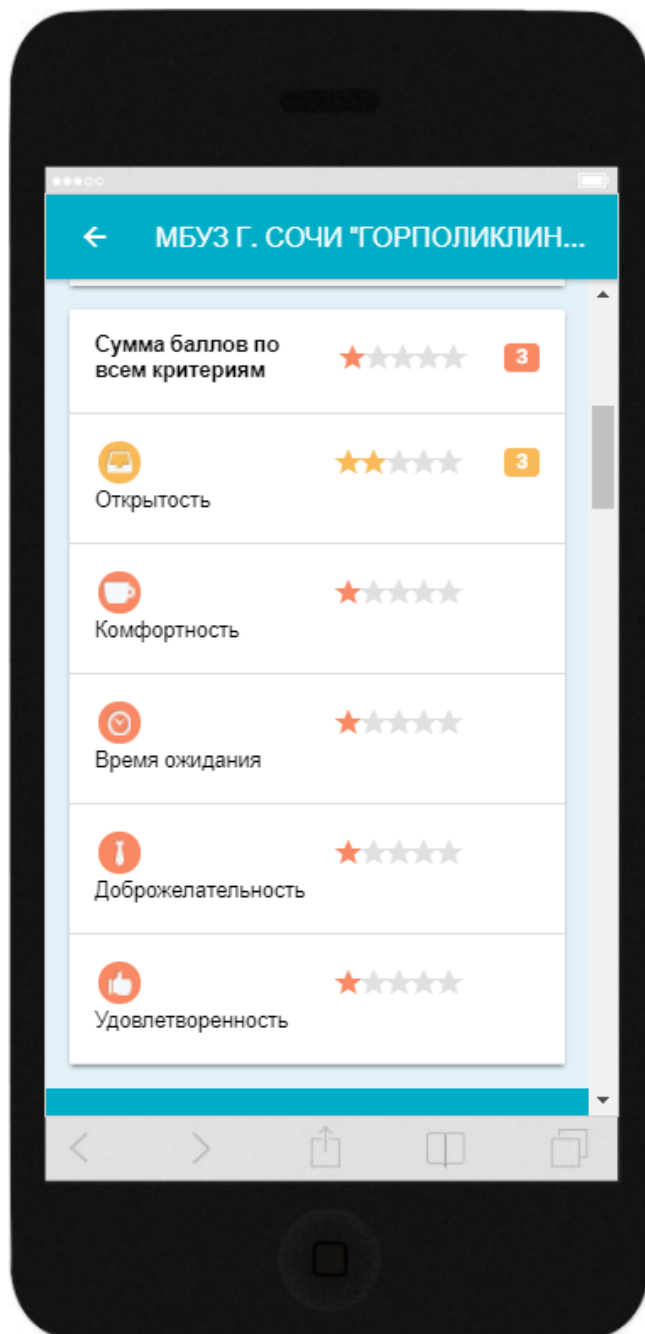 МБУЗ Г. СОЧИ "ГОРПОЛИКЛИН...
Сумма баллов по
всем критериям
3
3
Открытость
Комфортность
Время ожидания
Доброжелательность
Удовлетворенность